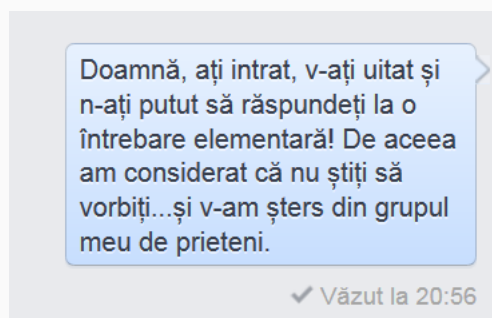 Doamnă, ați intrat, v-ați uitat și
n-ați putut să răspundeți la o
întrebare elementară! De aceea
am considerat că nu știți să
vorbiți...și v-am șters din grupul
meu de prieteni.
Văzut la 20:56